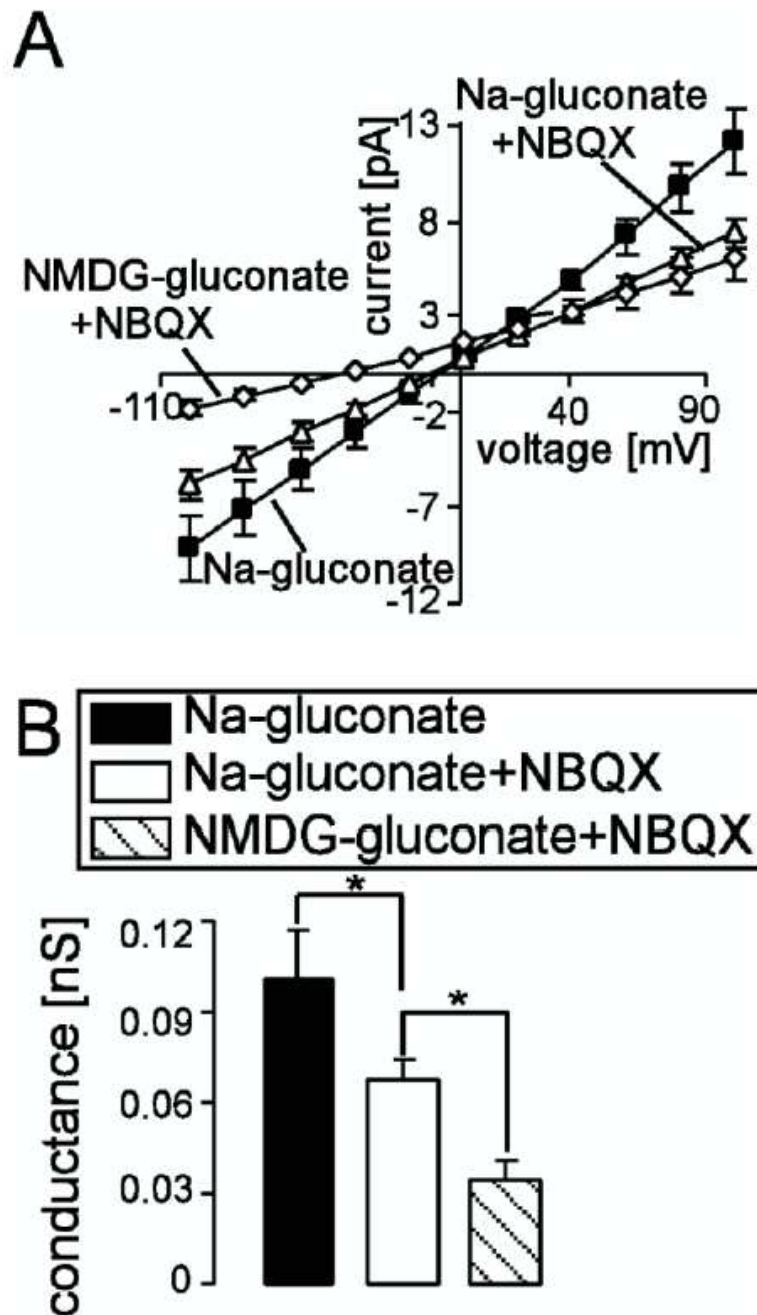 A
Na-gluconate
+NBQX
13
8
3
-2
-7
-12
current [pA]
NMDG-gluconate
+NBQX
-110
40
90
voltage [mV]
Na-gluconate
B
Na-gluconate
Na-gluconate+NBQX
NMDG-gluconate+NBQX
*
*
conductance [nS]
0.12
0.09
0.06
0.03
0